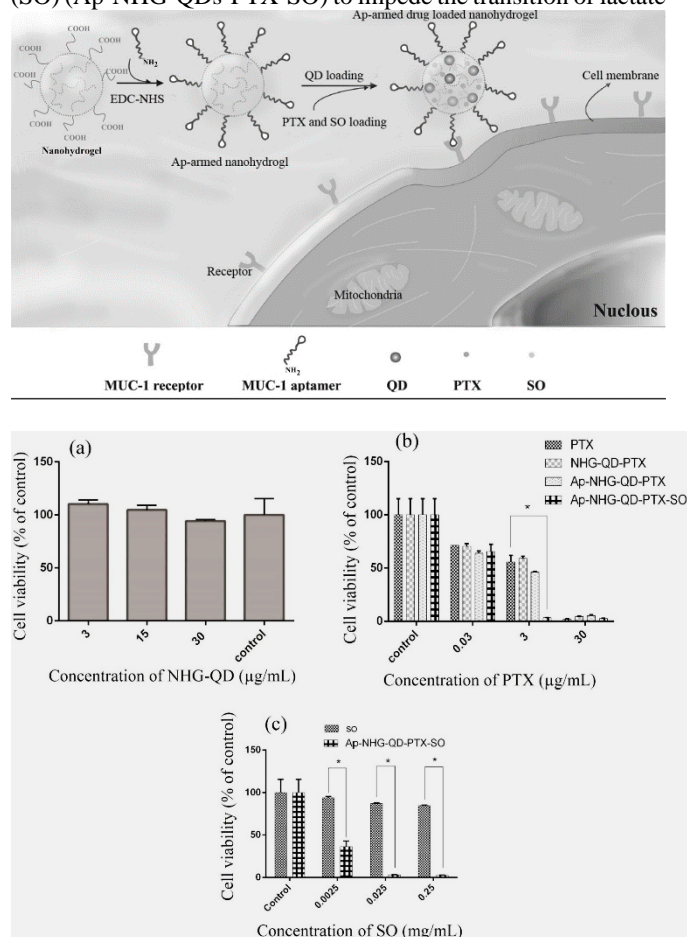 (SO) (Ap-NHG-QDs-PTX-SO) to impede the transition of lactate
Ap-armed drug loaded nanohydrogel
COOH
COOH
COOH
COOH
COOH
COOH
COOH
COOH
NH2
EDC-NHS
QD loading
PTX and SO loading
Cell membrane
Nanohydrogel
Ap-armed nanohydrogl
Receptor
Mitochondria
Nuclous
NH2
MUC-1 receptor MUC-1 aptamer QD PTX SO
(a)
Cell viability (% of control)
150
100
50
0
3 15 30 control
Concentration of NHG-QD (µg/mL)
(b)
PTX
NHG-QD-PTX
Ap-NHG-QD-PTX
Ap-NHG-QD-PTX-SO
*
Cell viability (% of control)
150
100
50
0
control 0.03 3 30
Concentration of PTX (µg/mL)
(c)
so
Ap-NHG-QD-PTX-SO
* * *
Cell viability (% of control)
150
100
50
0
Control 0.0025 0.025 0.25
Concentration of SO (mg/mL)